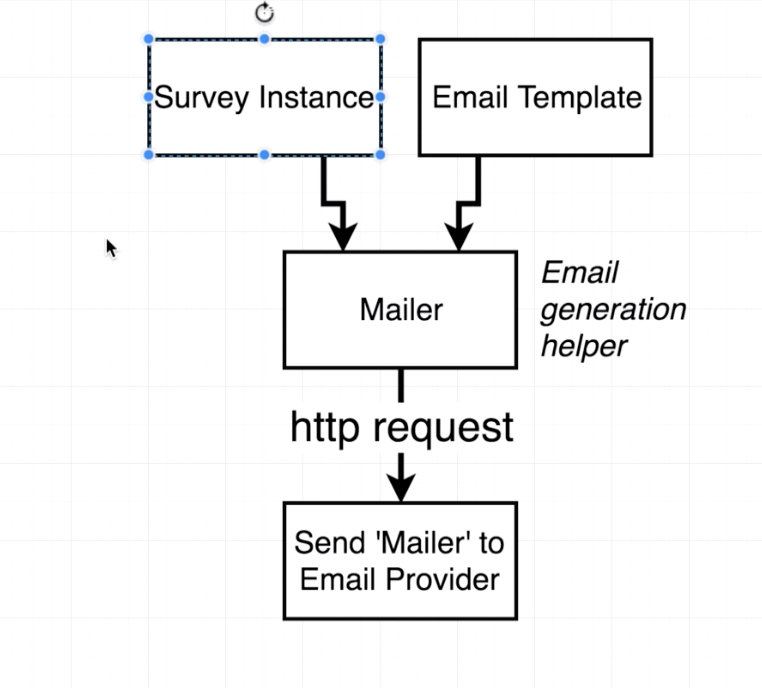 Survey Instance
Email Template
Mailer
Email
generation
helper
http request
Send 'Mailer' to
Email Provider